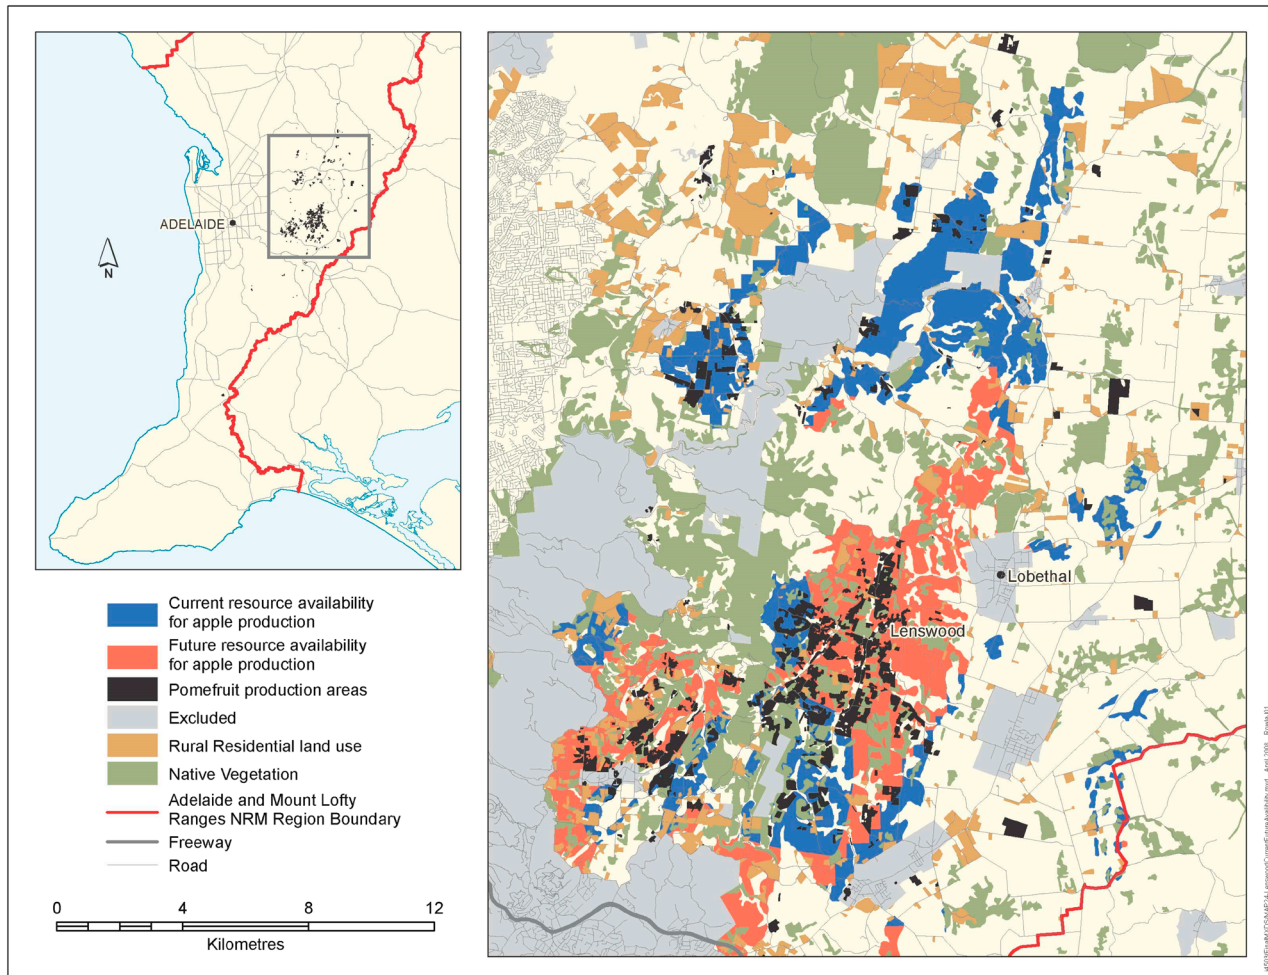 ADELAIDE
N
Current resource availability
for apple production
Future resource availability
for apple production
Pomefruit production areas
Excluded
Rural Residential land use
Native Vegetation
Adelaide and Mount Lofty
Ranges NRM Region Boundary
Freeway
Road
0 4 8 12
Kilometres
Lobethal
Lenswood